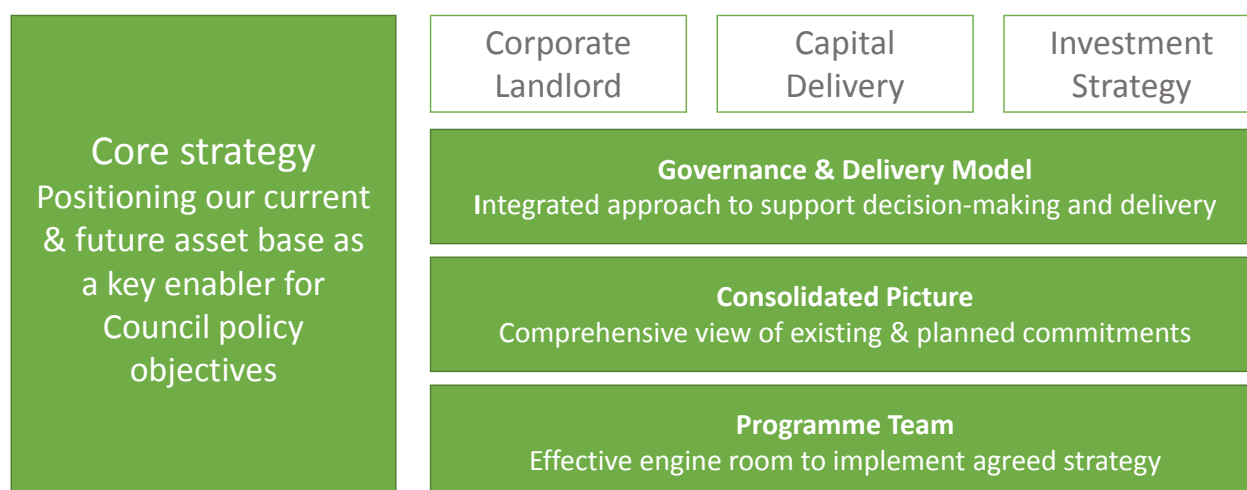 Core strategy
Positioning our current
& future asset base as
a key enabler for
Council policy
objectives
Corporate
Landlord
Capital
Delivery
Investment
Strategy
Governance & Delivery Model
Integrated approach to support decision-making and delivery
Consolidated Picture
Comprehensive view of existing & planned commitments
Programme Team
Effective engine room to implement agreed strategy